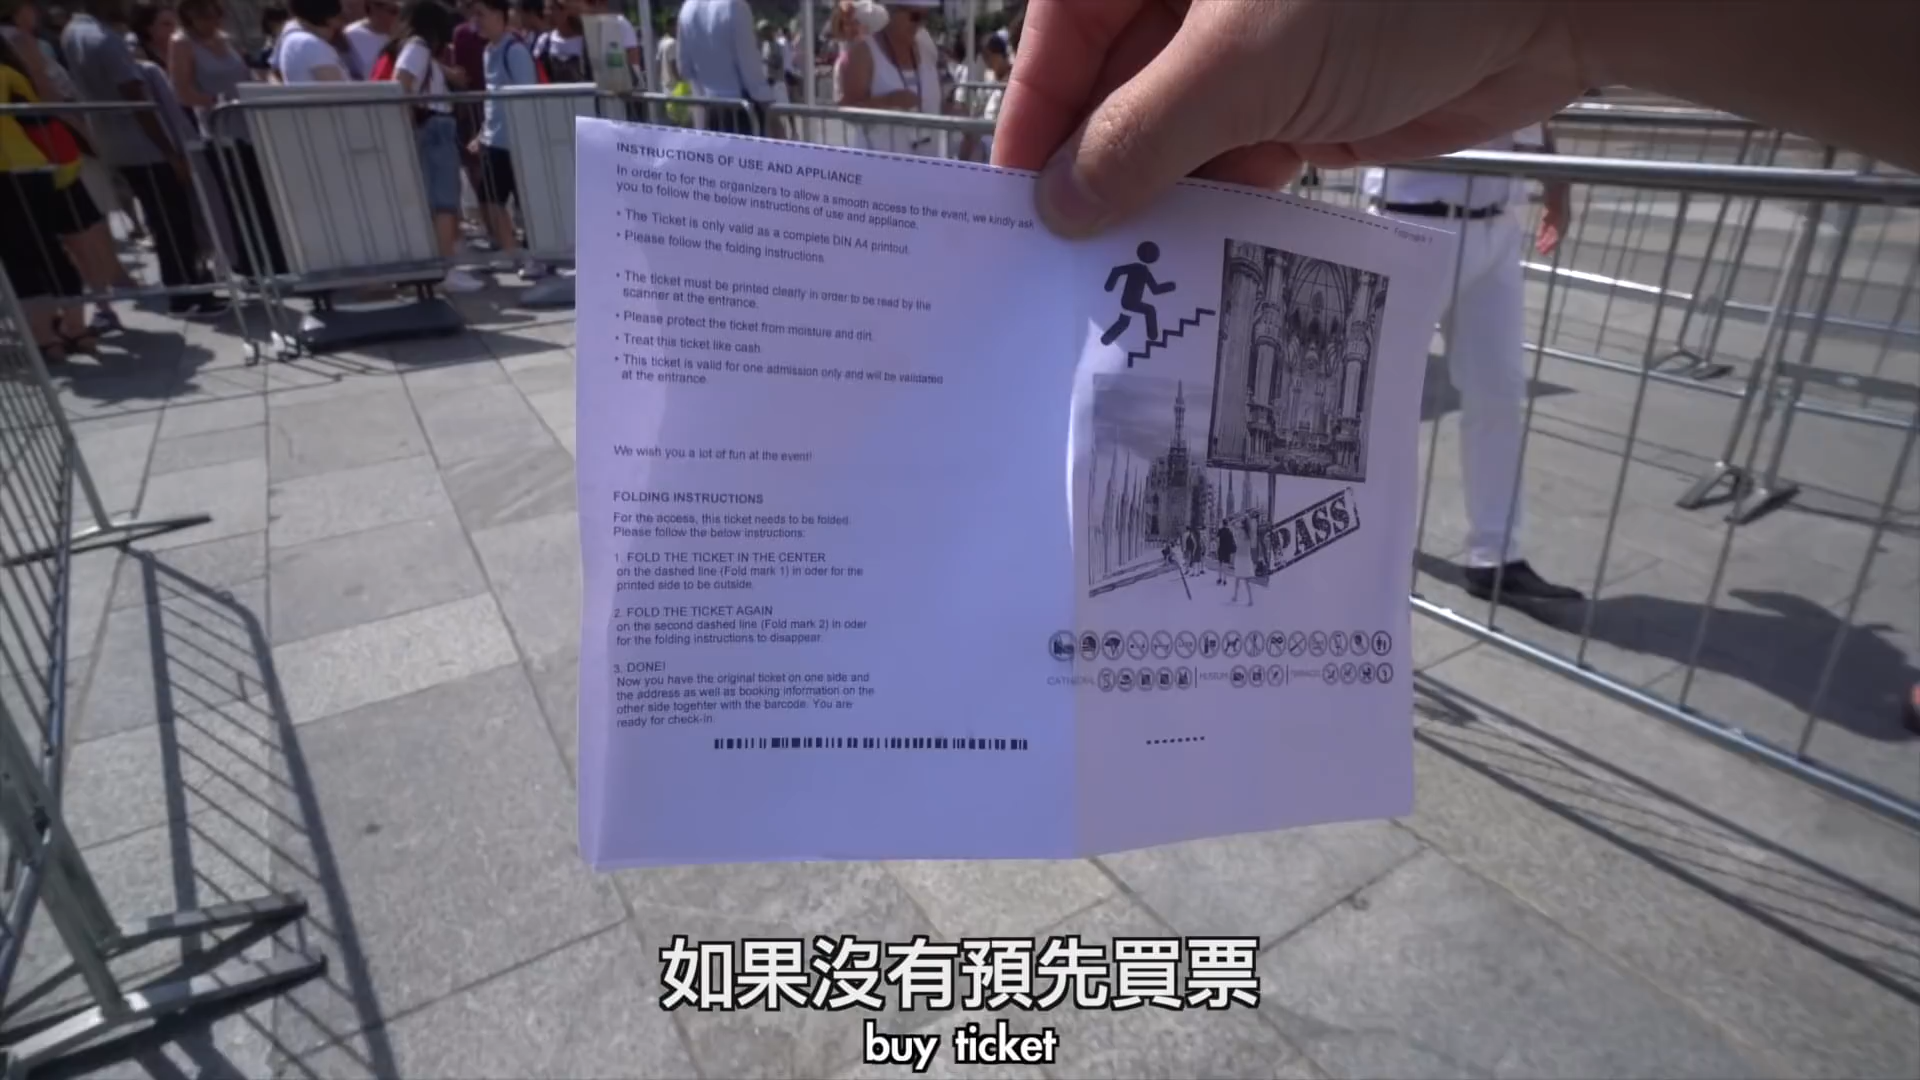 INSTRUCTIONS OF USE AND APPLIANCE
In order to for the organizers to allow a smooth access to the event, we kindly ask
you to follow the below instructions of use and appliance.
• The Ticket is only valid as a complete DIN A4 printout.
• Please follow the folding instructions.
• The ticket must be printed clearly in order to be read by the
scanner at the entrance.
• Please protect the ticket from moisture and dirt.
• Treat this ticket like cash.
• This ticket is valid for one admission only and will be validated
at the entrance.
We wish you a lot of fun at the event!
FOLDING INSTRUCTIONS
For the access, this ticket needs to be folded.
Please follow the below instructions:
1. FOLD THE TICKET IN THE CENTER
on the dashed line (Fold mark 1) in oder for the
printed side to be outside.
2. FOLD THE TICKET AGAIN
on the second dashed line (Fold mark 2) in oder
for the folding instructions to disappear.
3. DONE!
Now you have the original ticket on one side and
the address as well as booking information on the
other side togehter with the barcode. You are
ready for check-in.
PASS
CATHEDRAL MUSEUM
如果沒有預先買票
buy ticket